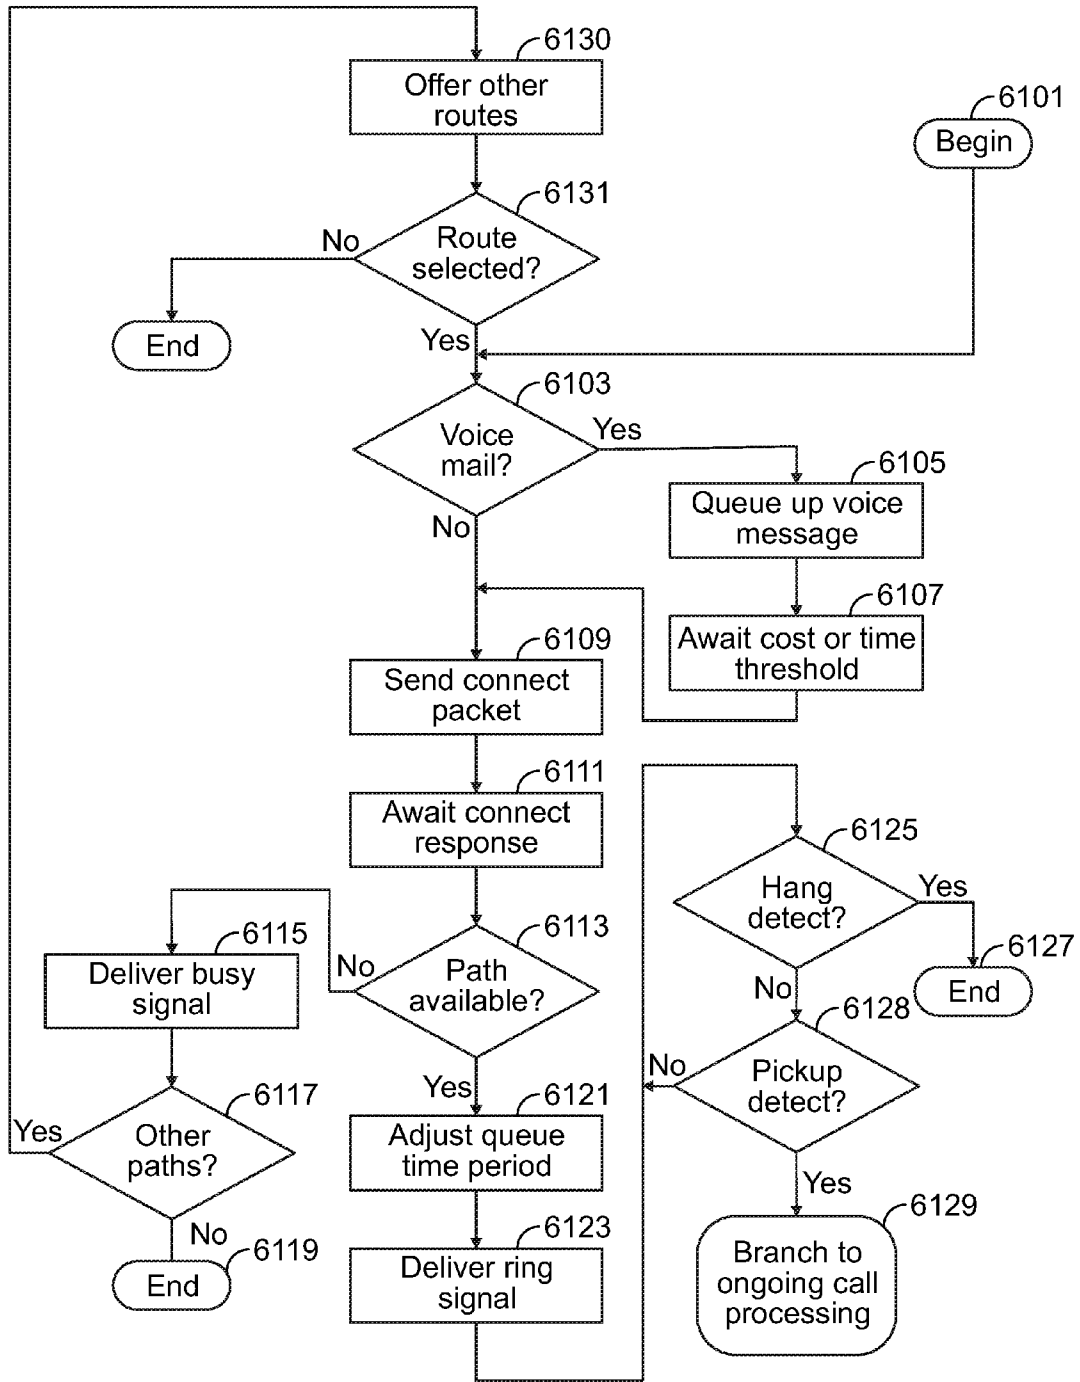 6130
Offer other
routes
6101
Begin
6131
Route
selected?
No
End
Yes
6103
Voice
mail?
Yes
No
6105
Queue up voice
message
6107
Await cost or time
threshold
6109
Send connect
packet
6111
Await connect
response
6113
Path
available?
No
6115
Deliver busy
signal
6117
Other
paths?
Yes
No
6119
End
Yes
6121
Adjust queue
time period
6123
Deliver ring
signal
6125
Hang
detect?
Yes
6127
End
No
6128
Pickup
detect?
No
Yes
6129
Branch to
ongoing call
processing